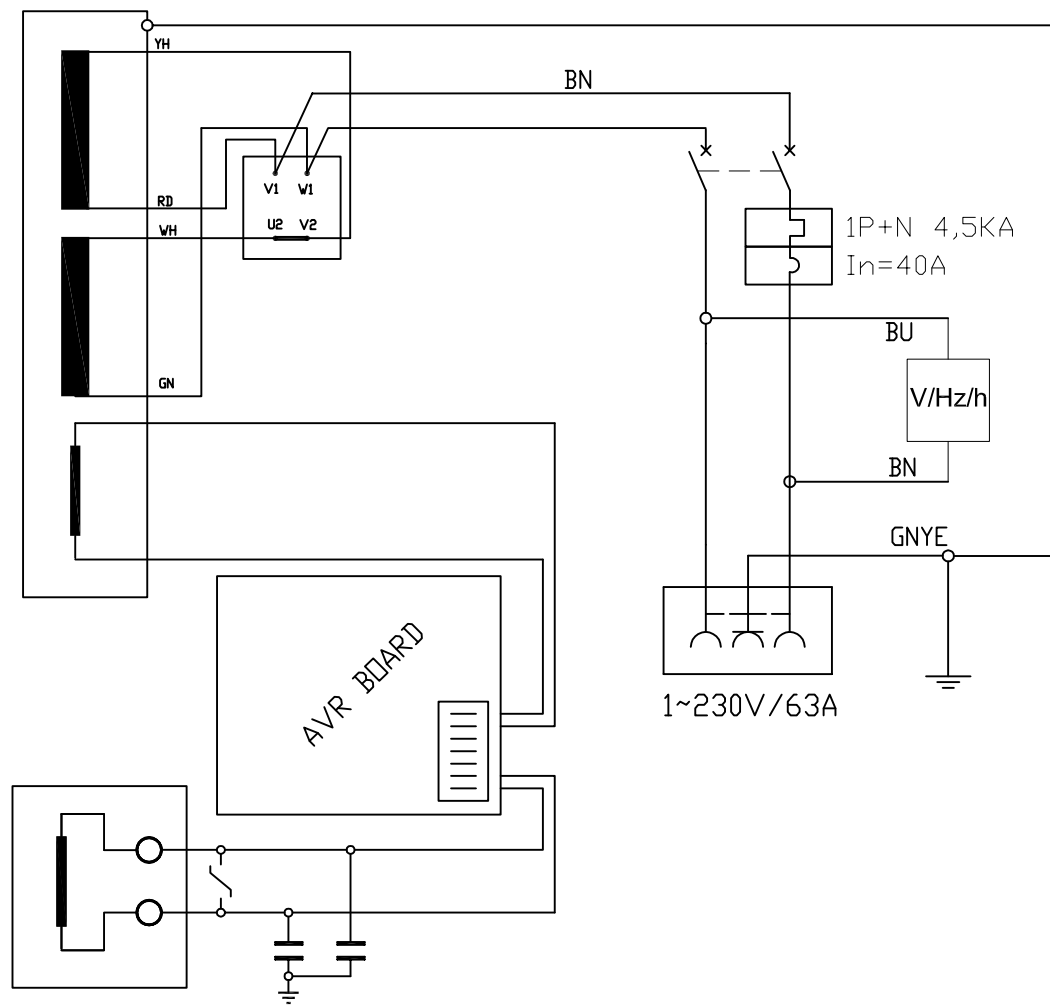 YH
BN
V1 W1
RD
U2 V2
WH
1P+N 4,5KA
In=40A
BU
GN
V/Hz/h
BN
GNYE
AVR BOARD
1~230V/63A